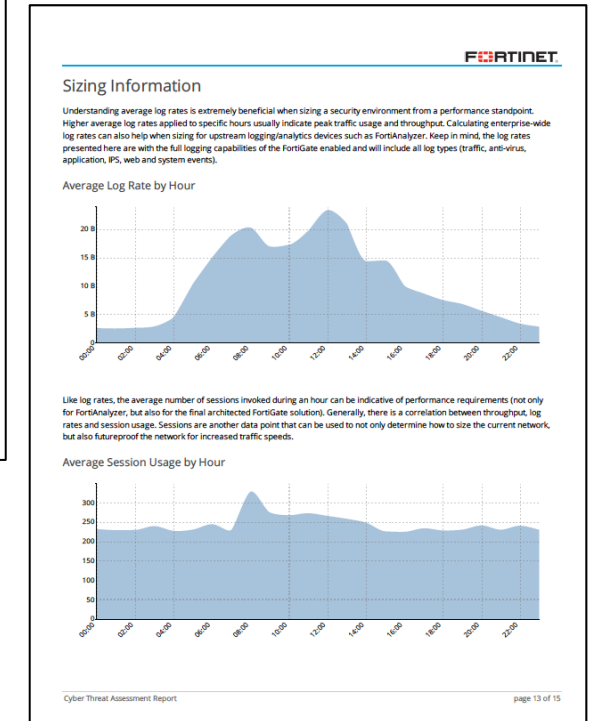 FORTINET
Sizing Information
Understanding average log rates is extremely beneficial when sizing a security environment from a performance standpoint.
Higher average log rates applied to specific hours usually indicate peak traffic usage and throughput. Calculating enterprise-wide
log rates can also help when sizing for upstream logging/analytics devices such as FortiAnalyzer. Keep in mind, the log rates
presented here are with the full logging capabilities of the FortiGate enabled and will include all log types (traffic, anti-virus,
application, IPS, web and system events).
Average Log Rate by Hour
20 B
15 B
10 B
5 B
0
00:00 02:00 04:00 06:00 08:00 10:00 12:00 14:00 16:00 18:00 20:00 22:00
Like log rates, the average number of sessions invoked during an hour can be indicative of performance requirements (not only
for FortiAnalyzer, but also for the final architected FortiGate solution). Generally, there is a correlation between throughput, log
rates and session usage. Sessions are another data point that can be used to not only determine how to size the current network,
but also futureproof the network for increased traffic speeds.
Average Session Usage by Hour
300
250
200
150
100
50
0
00:00 02:00 04:00 06:00 08:00 10:00 12:00 14:00 16:00 18:00 20:00 22:00
Cyber Threat Assessment Report page 13 of 15